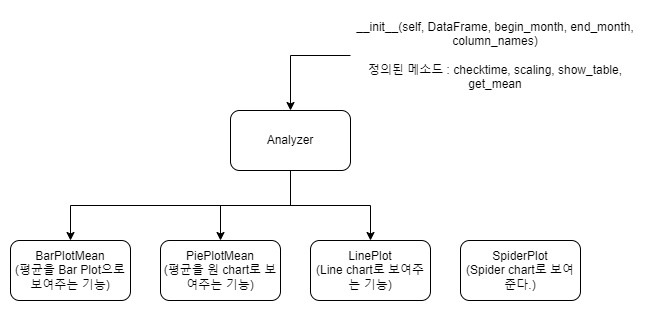 __init__(self, DataFrame, begin_month, end_month,
column_names)
정의된 메소드 : checktime, scaling, show_table,
get_mean
Analyzer
BarPlotMean
(평균을 Bar Plot으로
보여주는 기능)
PiePlotMean
(평균을 원 chart로 보
여주는 기능)
LinePlot
(Line chart로 보여주
는 기능)
SpiderPlot
(Spider chart로 보여
준다.)